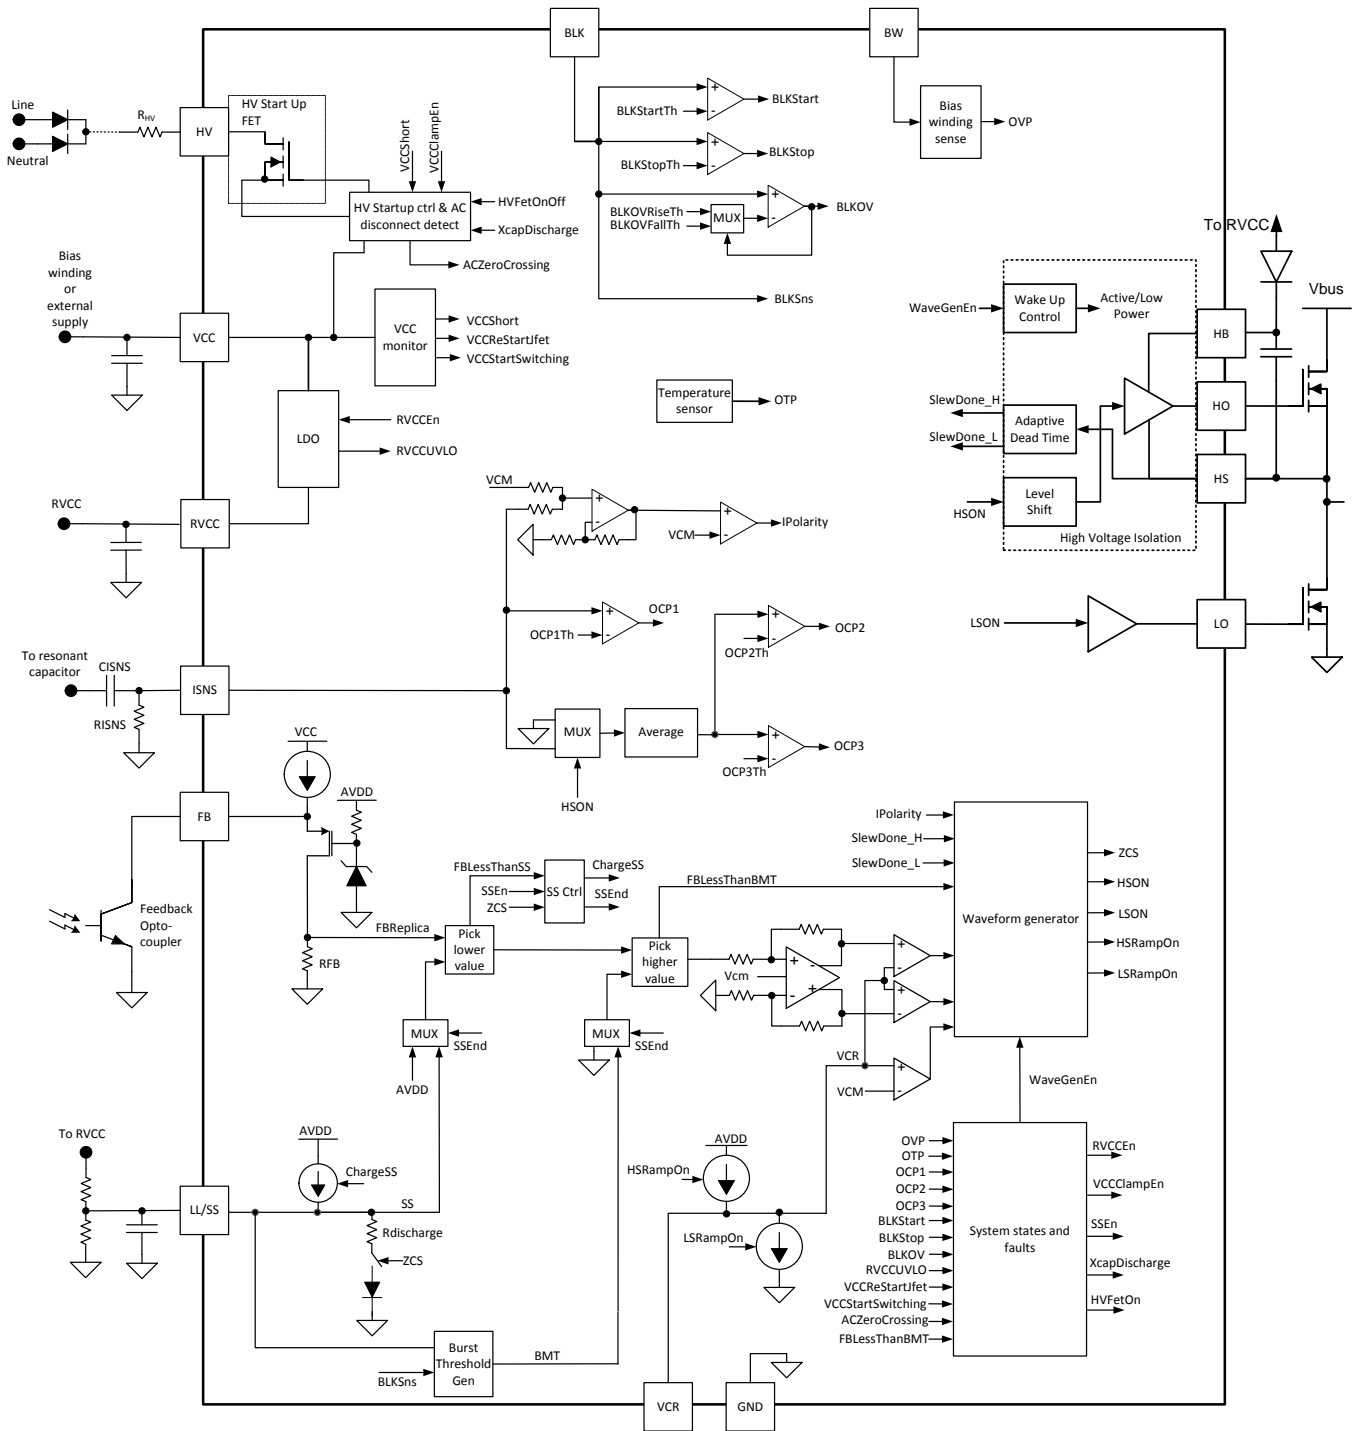 BLK
BW
Line
Neutral
RHV
HV
HV Start Up
FET
VCCShort
VCCClampEn
HV Startup ctrl & AC
disconnect detect
HVFetOnOff
XcapDischarge
ACZeroCrossing
+
-
BLKStartTh
BLKStart
+
-
BLKStopTh
BLKStop
+
-
BLKOVRiseTh
BLKOVFallTh
MUX
BLKOV
BLKSns
Bias
winding
sense
OVP
Bias
winding
or
external
supply
VCC
VCC
monitor
VCCShort
VCCReStartJfet
VCCStartSwitching
LDO
RVCCEn
RVCCUVLO
RVCC
RVCC
Temperature
sensor
OTP
To RVCC
Vbus
WaveGenEn
Wake Up
Control
Active/Low
Power
HB
SlewDone_H
SlewDone_L
Adaptive
Dead Time
HO
HS
HSON
Level
Shift
High Voltage Isolation
LSON
LO
VCM
+
-
+
-
VCM
IPolarity
+
-
OCP1Th
OCP1
+
-
OCP2Th
OCP2
To resonant
capacitor
CISNS
RISNS
ISNS
MUX
HSON
Average
+
-
OCP3Th
OCP3
VCC
AVDD
FB
Feedback
Opto-
coupler
RFB
FBReplica
FBLessThanSS
SSEn
ZCS
SS Ctrl
ChargeSS
SSEnd
Pick
lower
value
MUX
SSEnd
AVDD
FBLessThanBMT
Pick
higher
value
MUX
SSEnd
Vcm
+
-
-
+
+
-
+
-
VCR
VCM
+
-
IPolarity
SlewDone_H
SlewDone_L
Waveform generator
ZCS
HSON
LSON
HSRampOn
LSRampOn
WaveGenEn
To RVCC
LL/SS
AVDD
ChargeSS
SS
Rdischarge
ZCS
BLKSns
Burst
Threshold
Gen
BMT
AVDD
HSRampOn
LSRampOn
VCR
GND
OVP
OTP
OCP1
OCP2
OCP3
BLKStart
BLKStop
BLKOV
RVCCUVLO
VCCReStartJfet
VCCStartSwitching
ACZeroCrossing
FBLessThanBMT
System states and
faults
RVCCEn
VCCClampEn
SSEn
XcapDischarge
HVFetOn